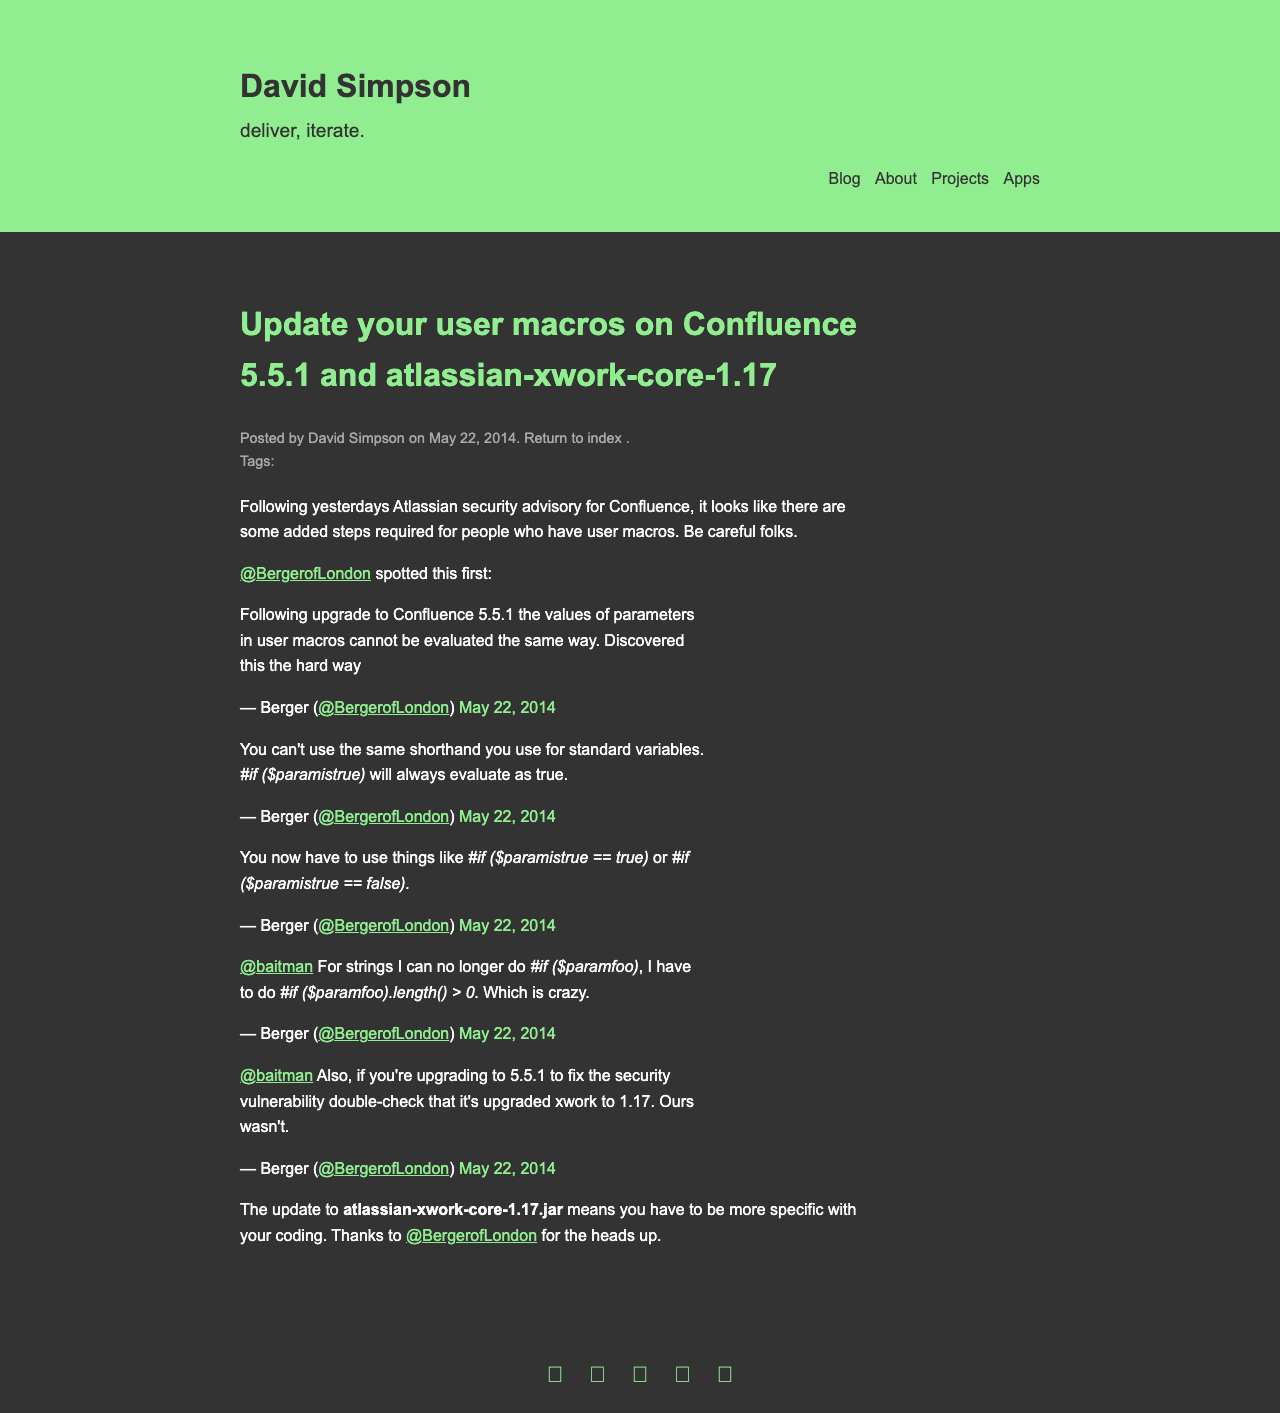 David Simpson
deliver, iterate.
Blog About Projects Apps
Update your user macros on Confluence
5.5.1 and atlassian-xwork-core-1.17
Posted by David Simpson on May 22, 2014. Return to index .
Tags:
Following yesterdays Atlassian security advisory for Confluence, it looks like there are
some added steps required for people who have user macros. Be careful folks.
@BergerofLondon spotted this first:
Following upgrade to Confluence 5.5.1 the values of parameters
in user macros cannot be evaluated the same way. Discovered
this the hard way
— Berger (@BergerofLondon) May 22, 2014
You can't use the same shorthand you use for standard variables.
#if ($paramistrue) will always evaluate as true.
— Berger (@BergerofLondon) May 22, 2014
You now have to use things like #if ($paramistrue == true) or #if
($paramistrue == false).
— Berger (@BergerofLondon) May 22, 2014
@baitman For strings I can no longer do #if ($paramfoo), I have
to do #if ($paramfoo).length() > 0. Which is crazy.
— Berger (@BergerofLondon) May 22, 2014
@baitman Also, if you're upgrading to 5.5.1 to fix the security
vulnerability double-check that it's upgraded xwork to 1.17. Ours
wasn't.
— Berger (@BergerofLondon) May 22, 2014
The update to atlassian-xwork-core-1.17.jar means you have to be more specific with
your coding. Thanks to @BergerofLondon for the heads up.